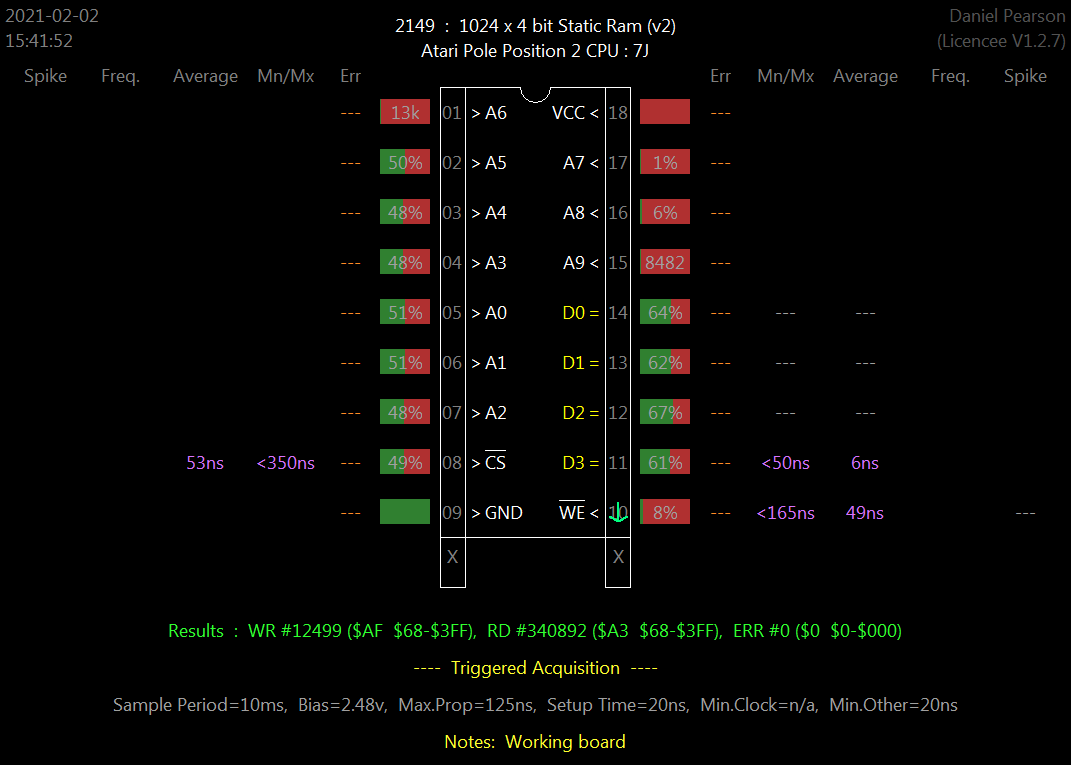 2021-02-02
15:41:52
2149 : 1024 x 4 bit Static Ram (v2)
Atari Pole Position 2 CPU : 7J
Daniel Pearson
(Licencee V1.2.7)
Spike Freq. Average Mn/Mx Err Err Mn/Mx Average Freq. Spike
--- 13k 01 > A6 VCC < 18 ---
--- 50% 02 > A5 A7 < 17 1% ---
--- 48% 03 > A4 A8 < 16 6% ---
--- 48% 04 > A3 A9 < 15 8482 ---
--- 51% 05 > A0 D0 = 14 64% --- --- ---
--- 51% 06 > A1 D1 = 13 62% --- --- ---
--- 48% 07 > A2 D2 = 12 67% --- --- ---
53ns <350ns --- 49% 08 > C̅S̅ D3 = 11 61% --- <50ns 6ns
--- 09 > GND W̅E̅ < 10 8% --- <165ns 49ns ---
X X
Results : WR #12499 ($AF $68-$3FF), RD #340892 ($A3 $68-$3FF), ERR #0 ($0 $0-$000)
---- Triggered Acquisition ----
Sample Period=10ms, Bias=2.48v, Max.Prop=125ns, Setup Time=20ns, Min.Clock=n/a, Min.Other=20ns
Notes: Working board